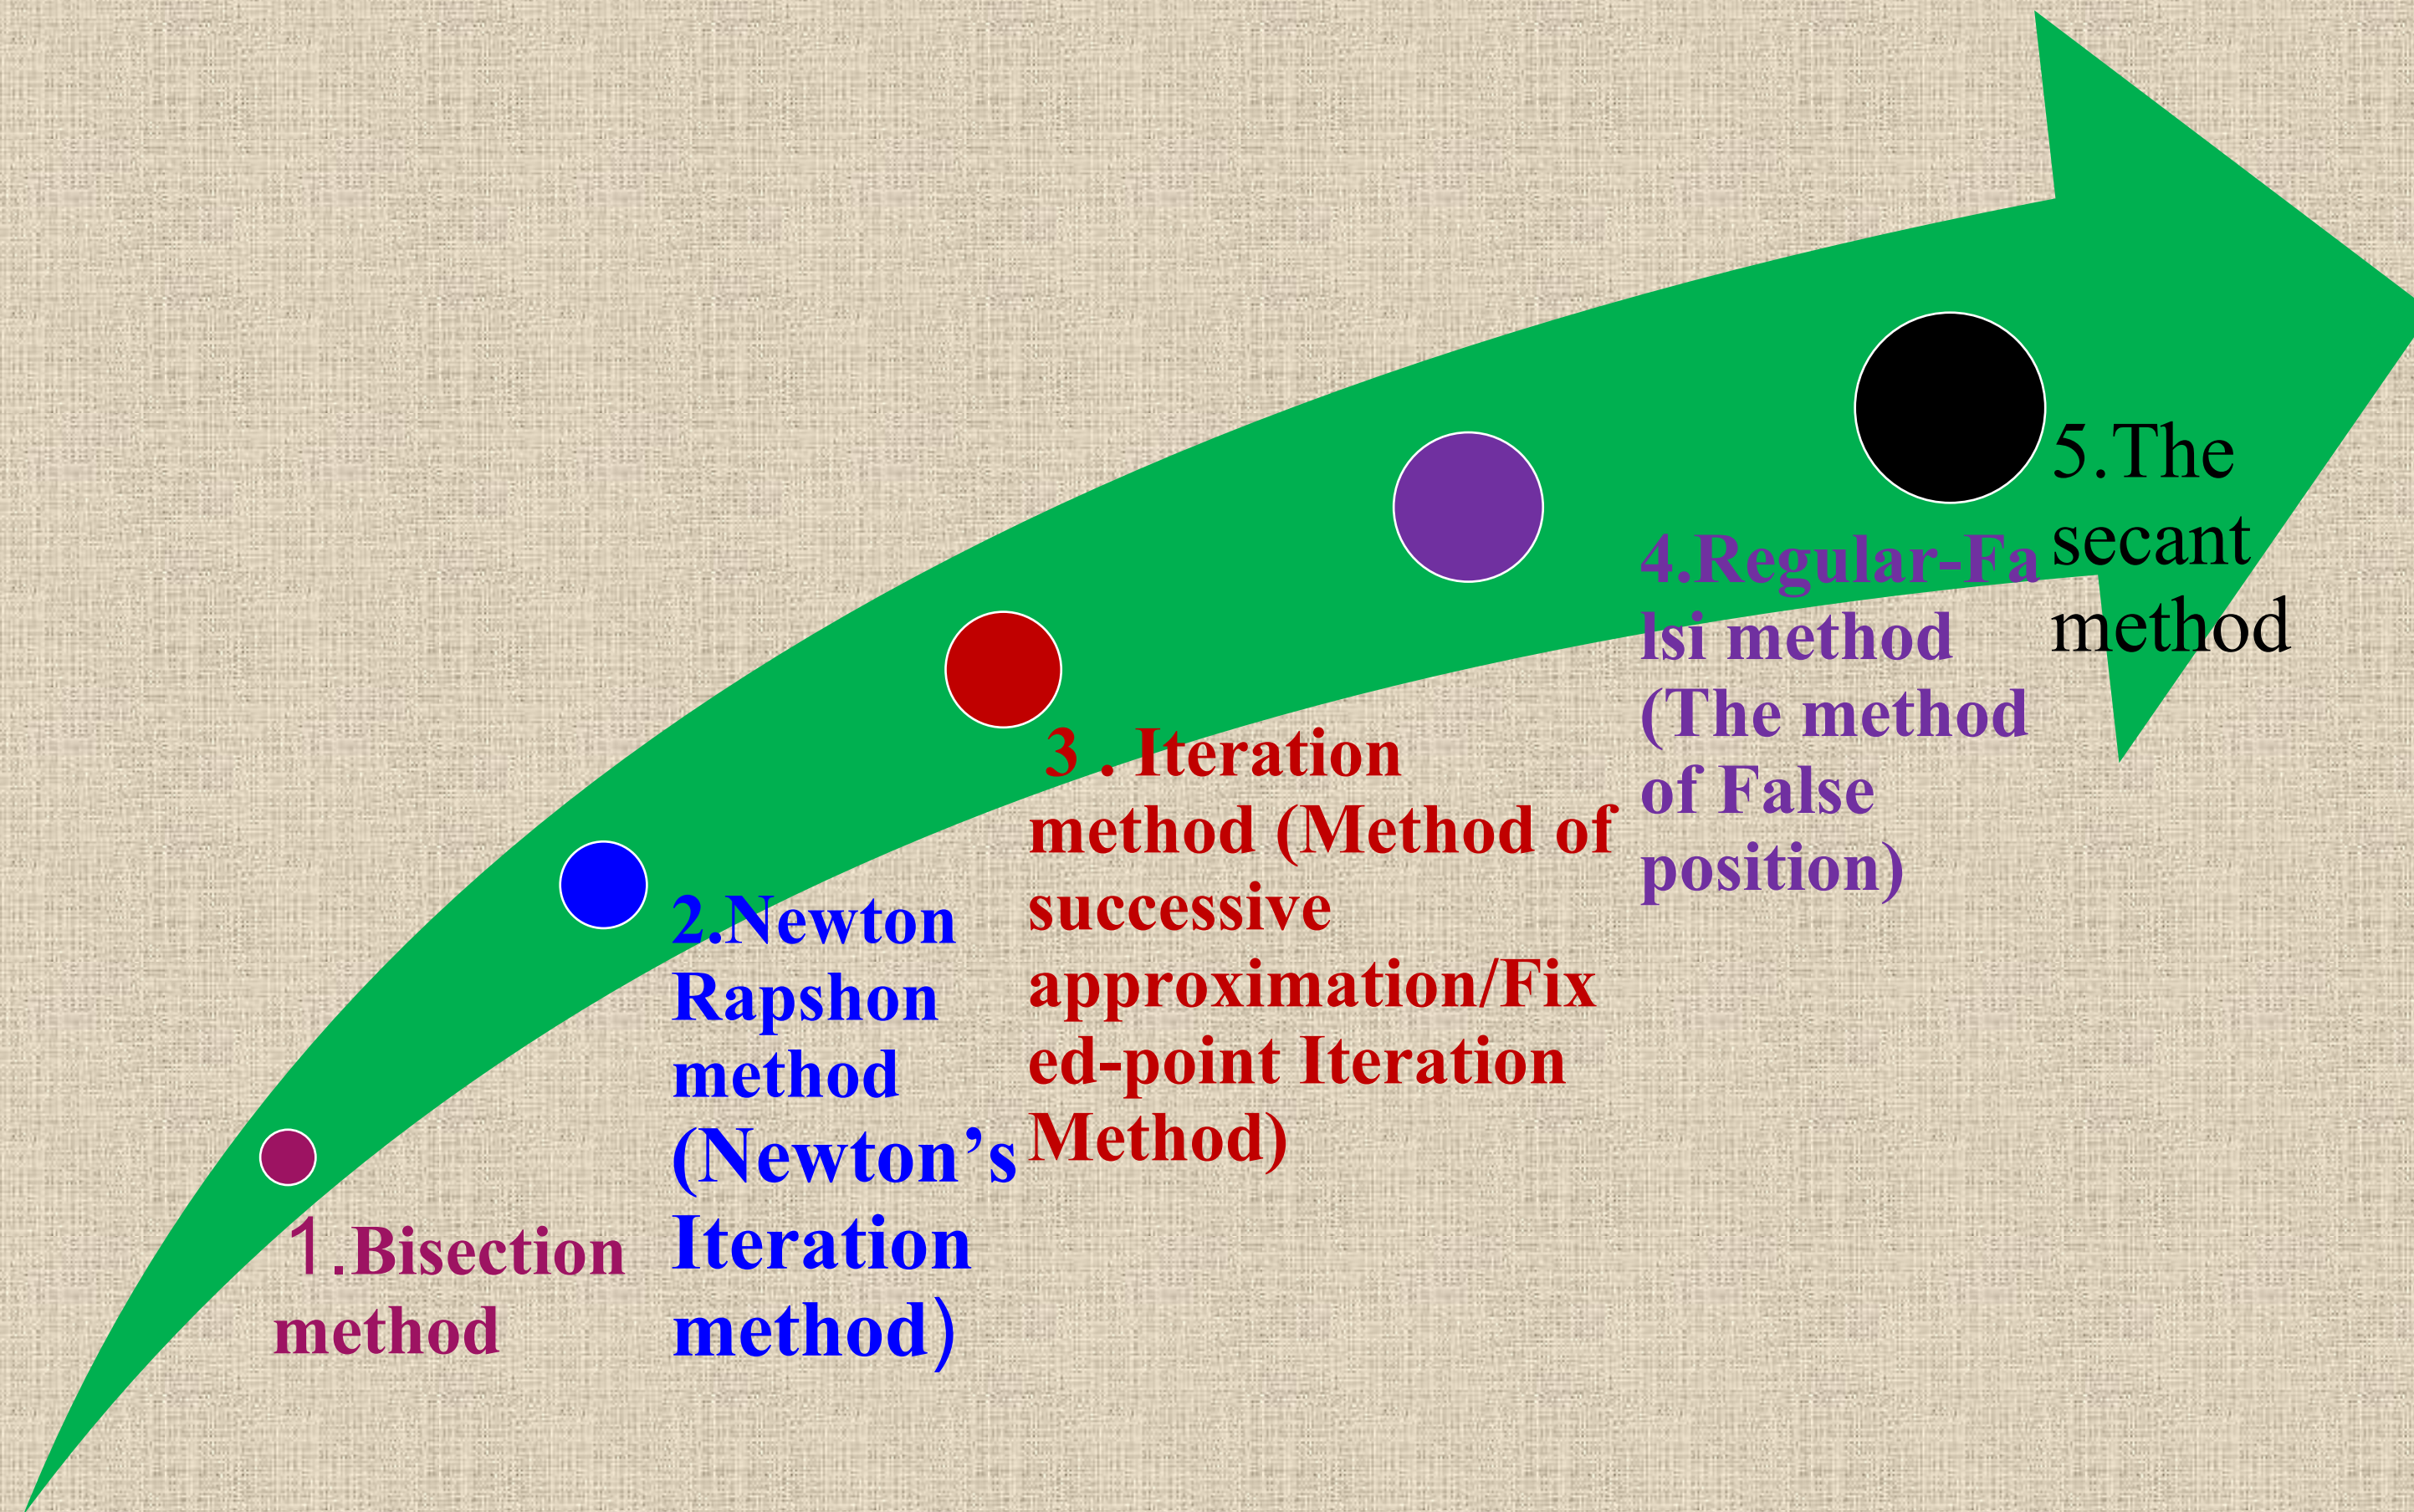 1.Bisection
method
2.Newton
Rapshon
method
(Newton’s
Iteration
method)
3 . Iteration
method (Method of
successive
approximation/Fix
ed-point Iteration
Method)
4.Regular-Fa
lsi method
(The method
of False
position)
5.The
secant
method